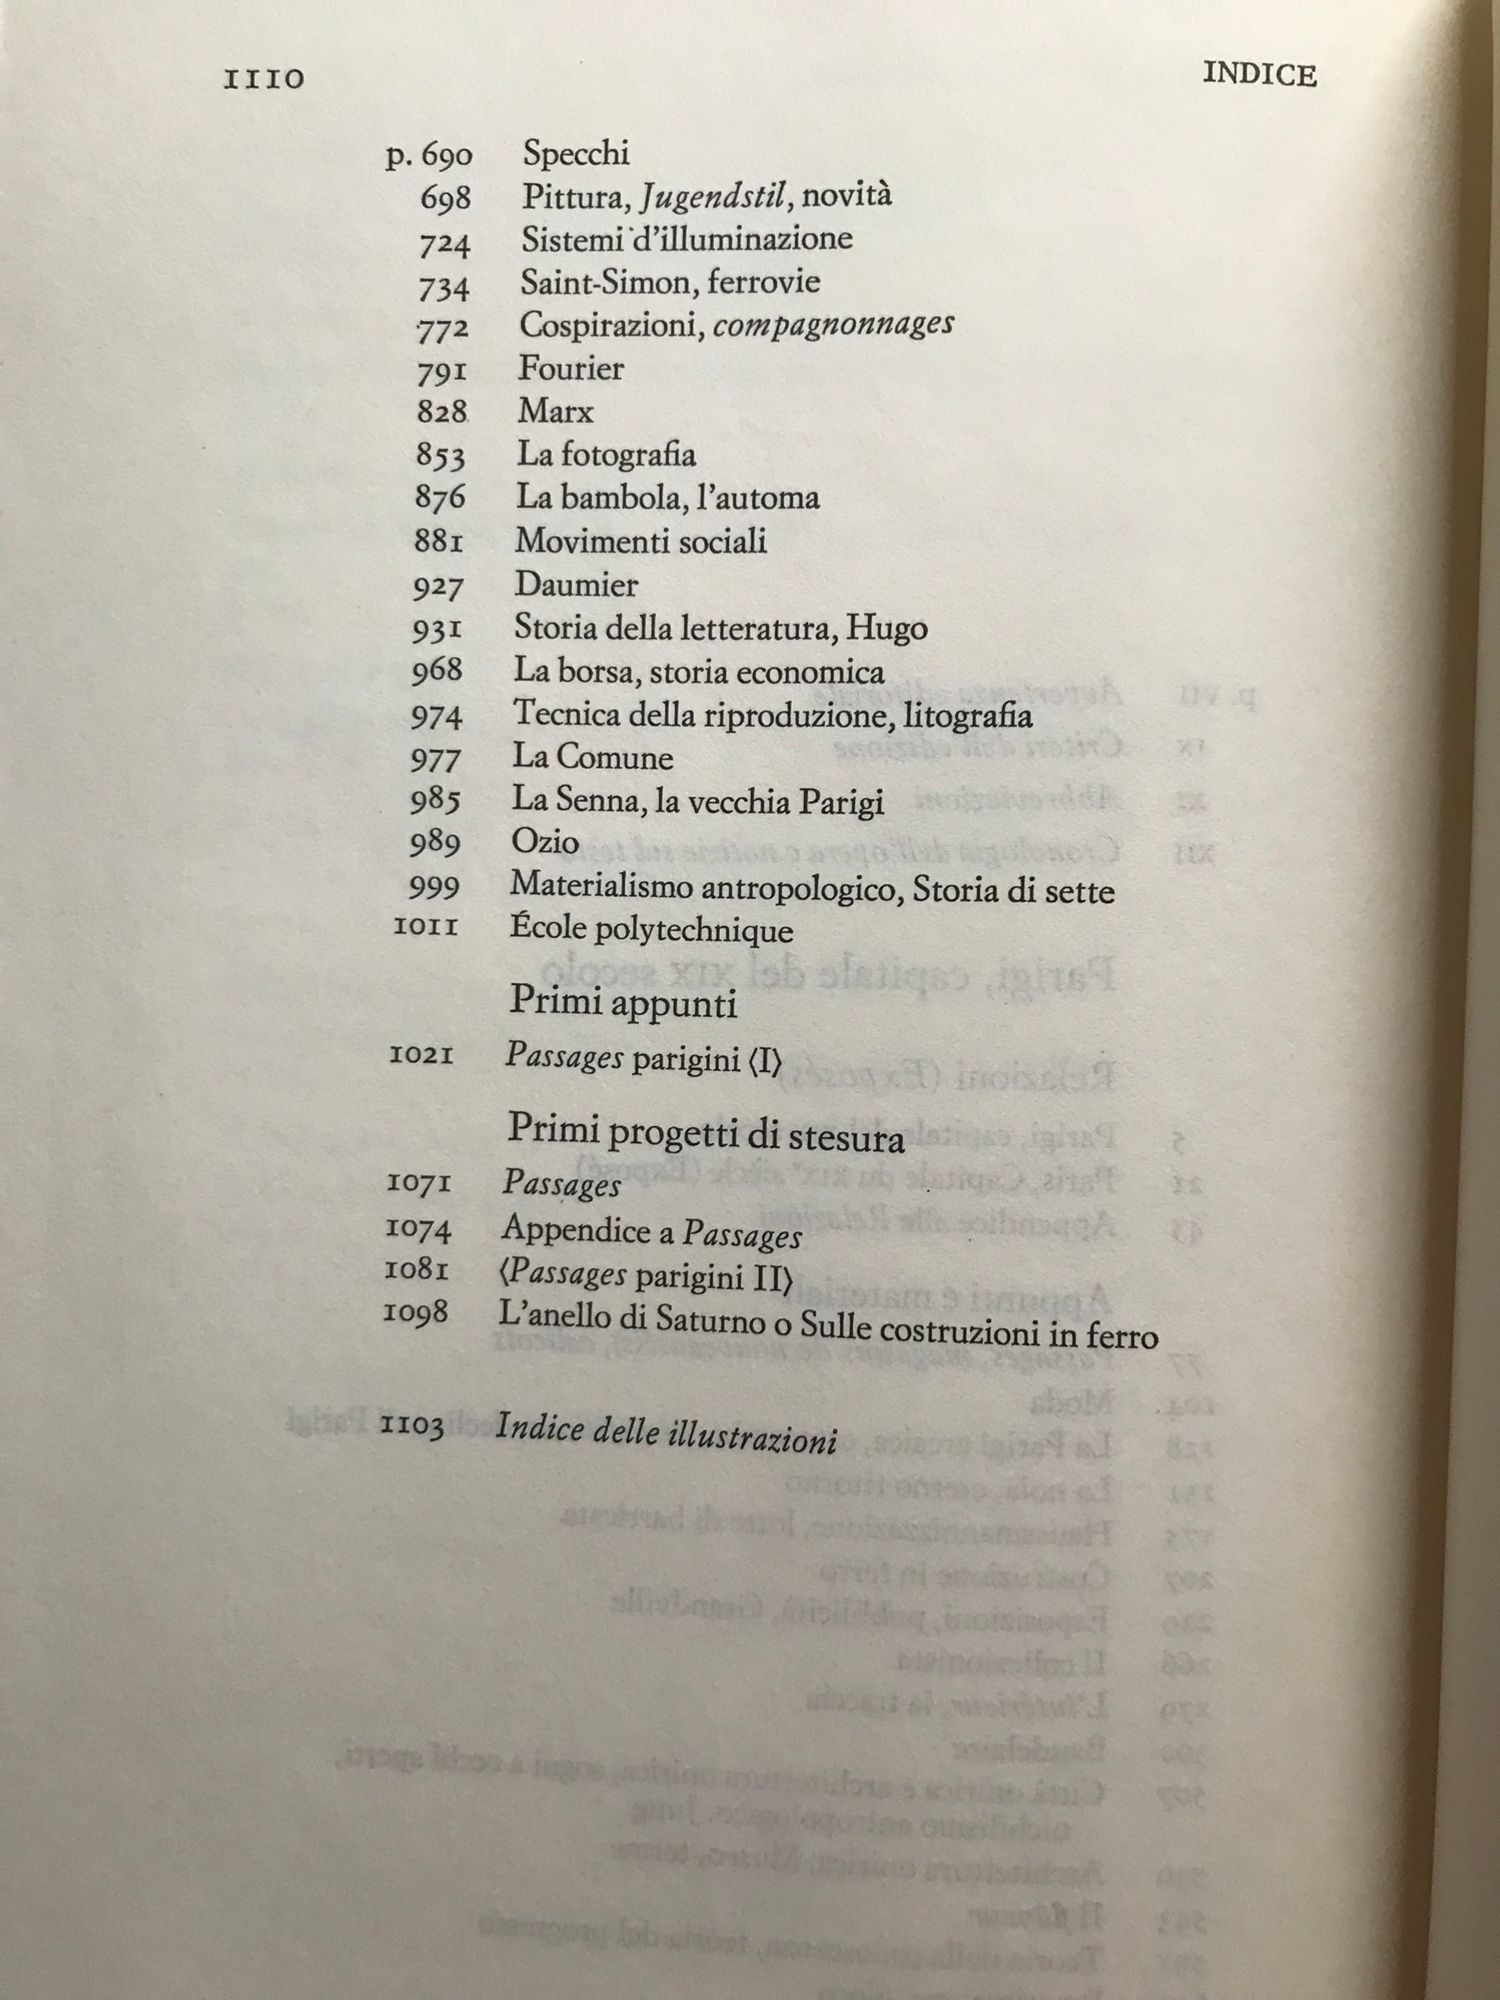 1110 INDICE
p. 690 Specchi
698 Pittura, Jugendstil, novità
724 Sistemi d'illuminazione
734 Saint-Simon, ferrovie
772 Cospirazioni, compagnonnages
791 Fourier
828 Marx
853 La fotografia
876 La bambola, l'automa
881 Movimenti sociali
927 Daumier
931 Storia della letteratura, Hugo
968 La borsa, storia economica
974 Tecnica della riproduzione, litografia
977 La Comune
985 La Senna, la vecchia Parigi
989 Ozio
999 Materialismo antropologico, Storia di sette
1011 École polytechnique
Primi appunti
1021 Passages parigini ⟨I⟩
Primi progetti di stesura
1071 Passages
1074 Appendice a Passages
1081 ⟨Passages parigini II⟩
1098 L'anello di Saturno o Sulle costruzioni in ferro
1103 Indice delle illustrazioni